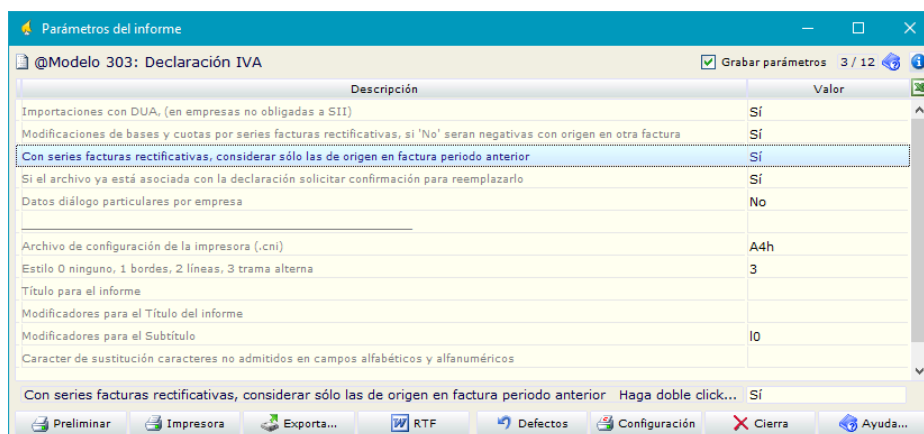 Parámetros del informe
@Modelo 303: Declaración IVA Grabar parámetros 3 / 12
Descripción Valor
Importaciones con DUA, (en empresas no obligadas a SII) Sí
Modificaciones de bases y cuotas por series facturas rectificativas, si 'No' seran negativas con origen en otra factura Sí
Con series facturas rectificativas, considerar sólo las de origen en factura periodo anterior Sí
Si el archivo ya está asociada con la declaración solicitar confirmación para reemplazarlo Sí
Datos diálogo particulares por empresa No
Archivo de configuración de la impresora (.cni) A4h
Estilo 0 ninguno, 1 bordes, 2 líneas, 3 trama alterna 3
Título para el informe
Modificadores para el Título del informe
Modificadores para el Subtítulo l0
Caracter de sustitución caracteres no admitidos en campos alfabéticos y alfanuméricos
Con series facturas rectificativas, considerar sólo las de origen en factura periodo anterior Haga doble click... Sí
Preliminar Impresora Exporta... RTF Defectos Configuración Cierra Ayuda...